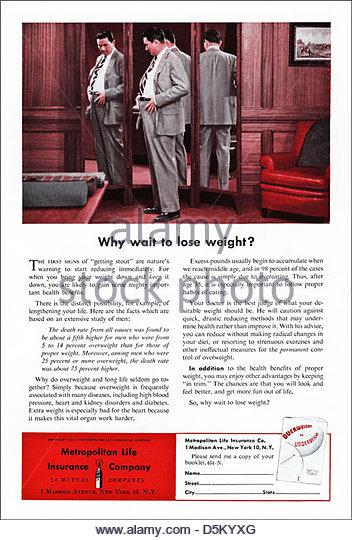 Why wait to lose weight?
THE FIRST SIGNS of "getting stout" are nature's
warning to start reducing immediately. For
when you bring your weight down and keep it
down, you're likely to gain some mighty impor-
tant health benefits.
There is the distinct possibility, for example, of
lengthening your life. Here are the facts which are
based on an extensive study of men:
The death rate from all causes was found to
be about a fifth higher for men who were from
5 to 14 percent overweight than for those of
proper weight. Moreover, among men who were
25 percent or more overweight, the death rate
was about 75 percent higher.
Why do overweight and long life seldom go to-
gether? Simply because overweight is frequently
associated with many diseases, including high blood
pressure, heart and kidney disorders and diabetes.
Extra weight is especially bad for the heart because
it makes this vital organ work harder.
Excess pounds usually begin to accumulate when
we reach middle age, and in 98 percent of the cases
the cause is simply due to overeating. Thus, after
age 35, it is especially important to follow proper
habits of eating.
Your doctor is the best judge of what your de-
sirable weight should be. He will caution against
quick, drastic reducing methods that may under-
mine health rather than improve it. With his advice,
you can reduce without making radical changes in
your diet, or resorting to strenuous exercises and
other ineffectual measures for the permanent control
of overweight.
In addition to the health benefits of proper
weight, you may enjoy other advantages by keeping
"in trim." The chances are that you will look and
feel better, and get more fun out of life.
So, why wait to lose weight?
Metropolitan Life
Insurance Company
(A MUTUAL COMPANY)
1 MADISON AVENUE, NEW YORK 10, N.Y.
Metropolitan Life Insurance Co.
1 Madison Ave., New York 10, N.Y.
Please send me a copy of your
booklet, 654-N.
Name
Street
City State
OVERWEIGHT
and
UNDERWEIGHT
alamy stock photo
D5KYXG
www.alamy.com